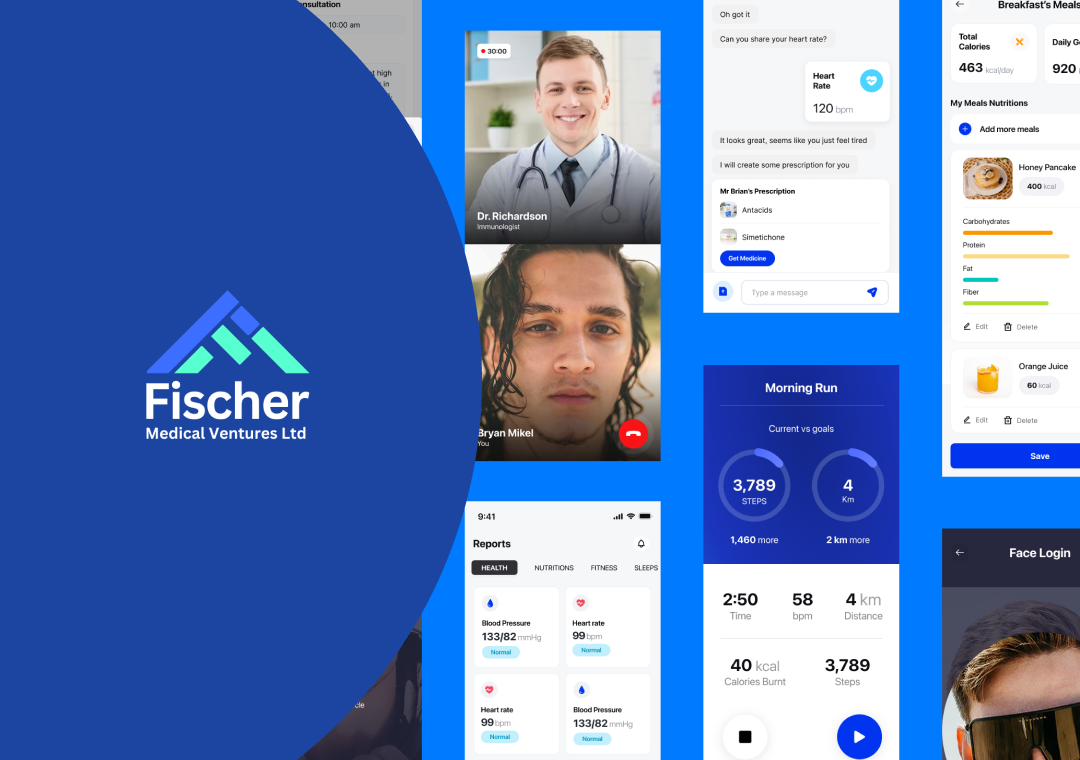 nsultation
10:00 am
t high
in
Fischer
Medical Ventures Ltd
cle
30:00
Dr. Richardson
Immunologist
Bryan Mikel
You
9:41
Reports
HEALTH
NUTRITIONS
FITNESS
SLEEPS
Blood Pressure
133/82 mmHg
Normal
Heart rate
99 bpm
Normal
Heart rate
99 bpm
Normal
Blood Pressure
133/82 mmHg
Normal
Oh got it
Can you share your heart rate?
Heart
Rate
120 bpm
It looks great, seems like you just feel tired
I will create some prescription for you
Mr Brian's Prescription
Antacids
Simetichone
Get Medicine
Type a message
Morning Run
Current vs goals
3,789
STEPS
4
Km
1,460 more
2 km more
2:50
Time
58
bpm
4 km
Distance
40 kcal
Calories Burnt
3,789
Steps
Breakfast's Meals
Total
Calories
463 kcal/day
Daily G
920
My Meals Nutritions
Add more meals
Honey Pancake
400 kcal
Carbohydrates
Protein
Fat
Fiber
Edit
Delete
Orange Juice
60 kcal
Edit
Delete
Save
Face Login